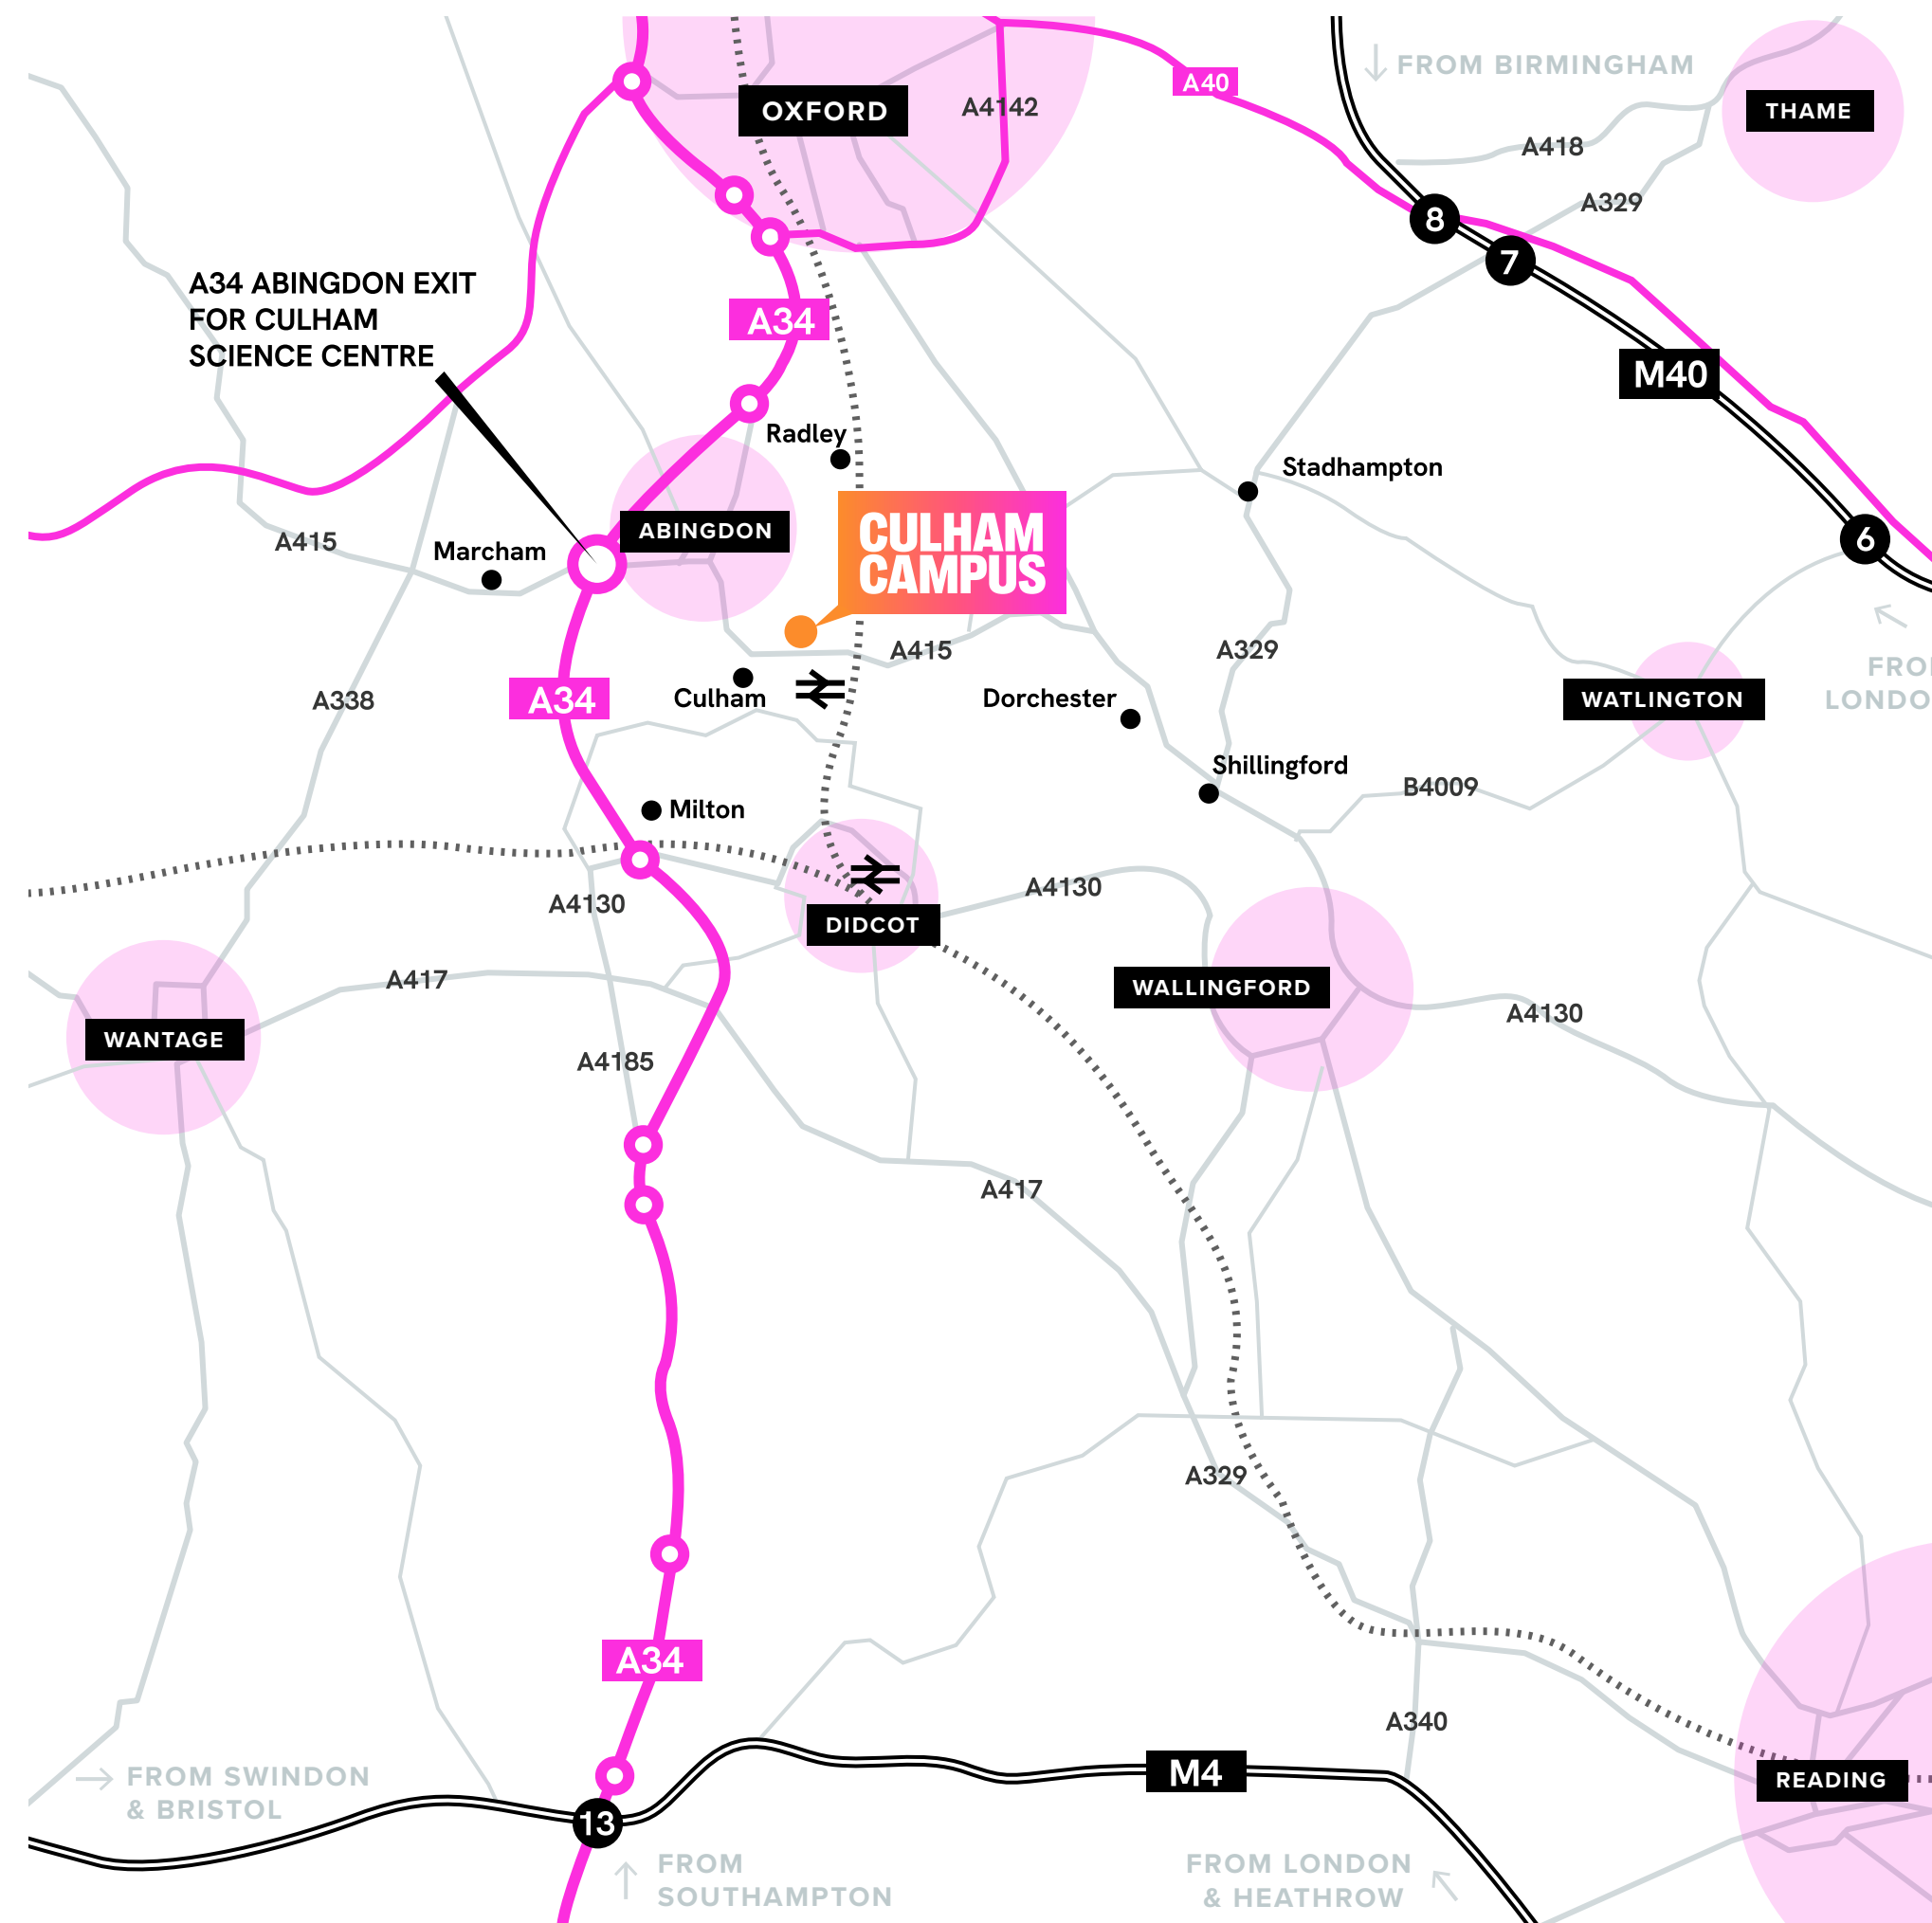 FROM BIRMINGHAM
A40
OXFORD
A4142
THAME
A418
A329
8
7
A34 ABINGDON EXIT
FOR CULHAM
SCIENCE CENTRE
A34
M40
Radley
Stadhampton
ABINGDON
CULHAM
CAMPUS
6
A415
Marcham
A415
A329
FRO
LONDO
A338
A34
Culham
Dorchester
WATLINGTON
Shillingford
B4009
Milton
A4130
A4130
DIDCOT
A417
WALLINGFORD
A4130
WANTAGE
A4185
A417
A329
A34
A340
M4
FROM SWINDON
& BRISTOL
READING
13
FROM
SOUTHAMPTON
FROM LONDON
& HEATHROW